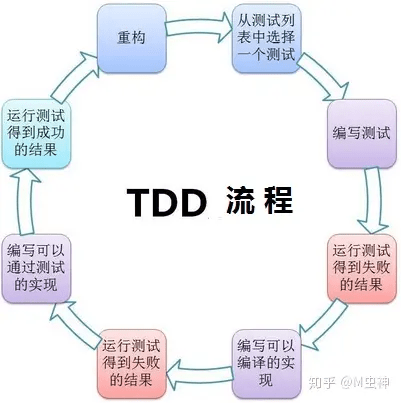 重构
从测试列
表中选择
一个测试
编写测试
运行测试
得到失败
的结果
编写可以
编译的实
现
运行测试
得到失败
的结果
编写可以
通过测试
的实现
运行测试
得到成功
的结果
TDD 流程
知乎 @M虫神